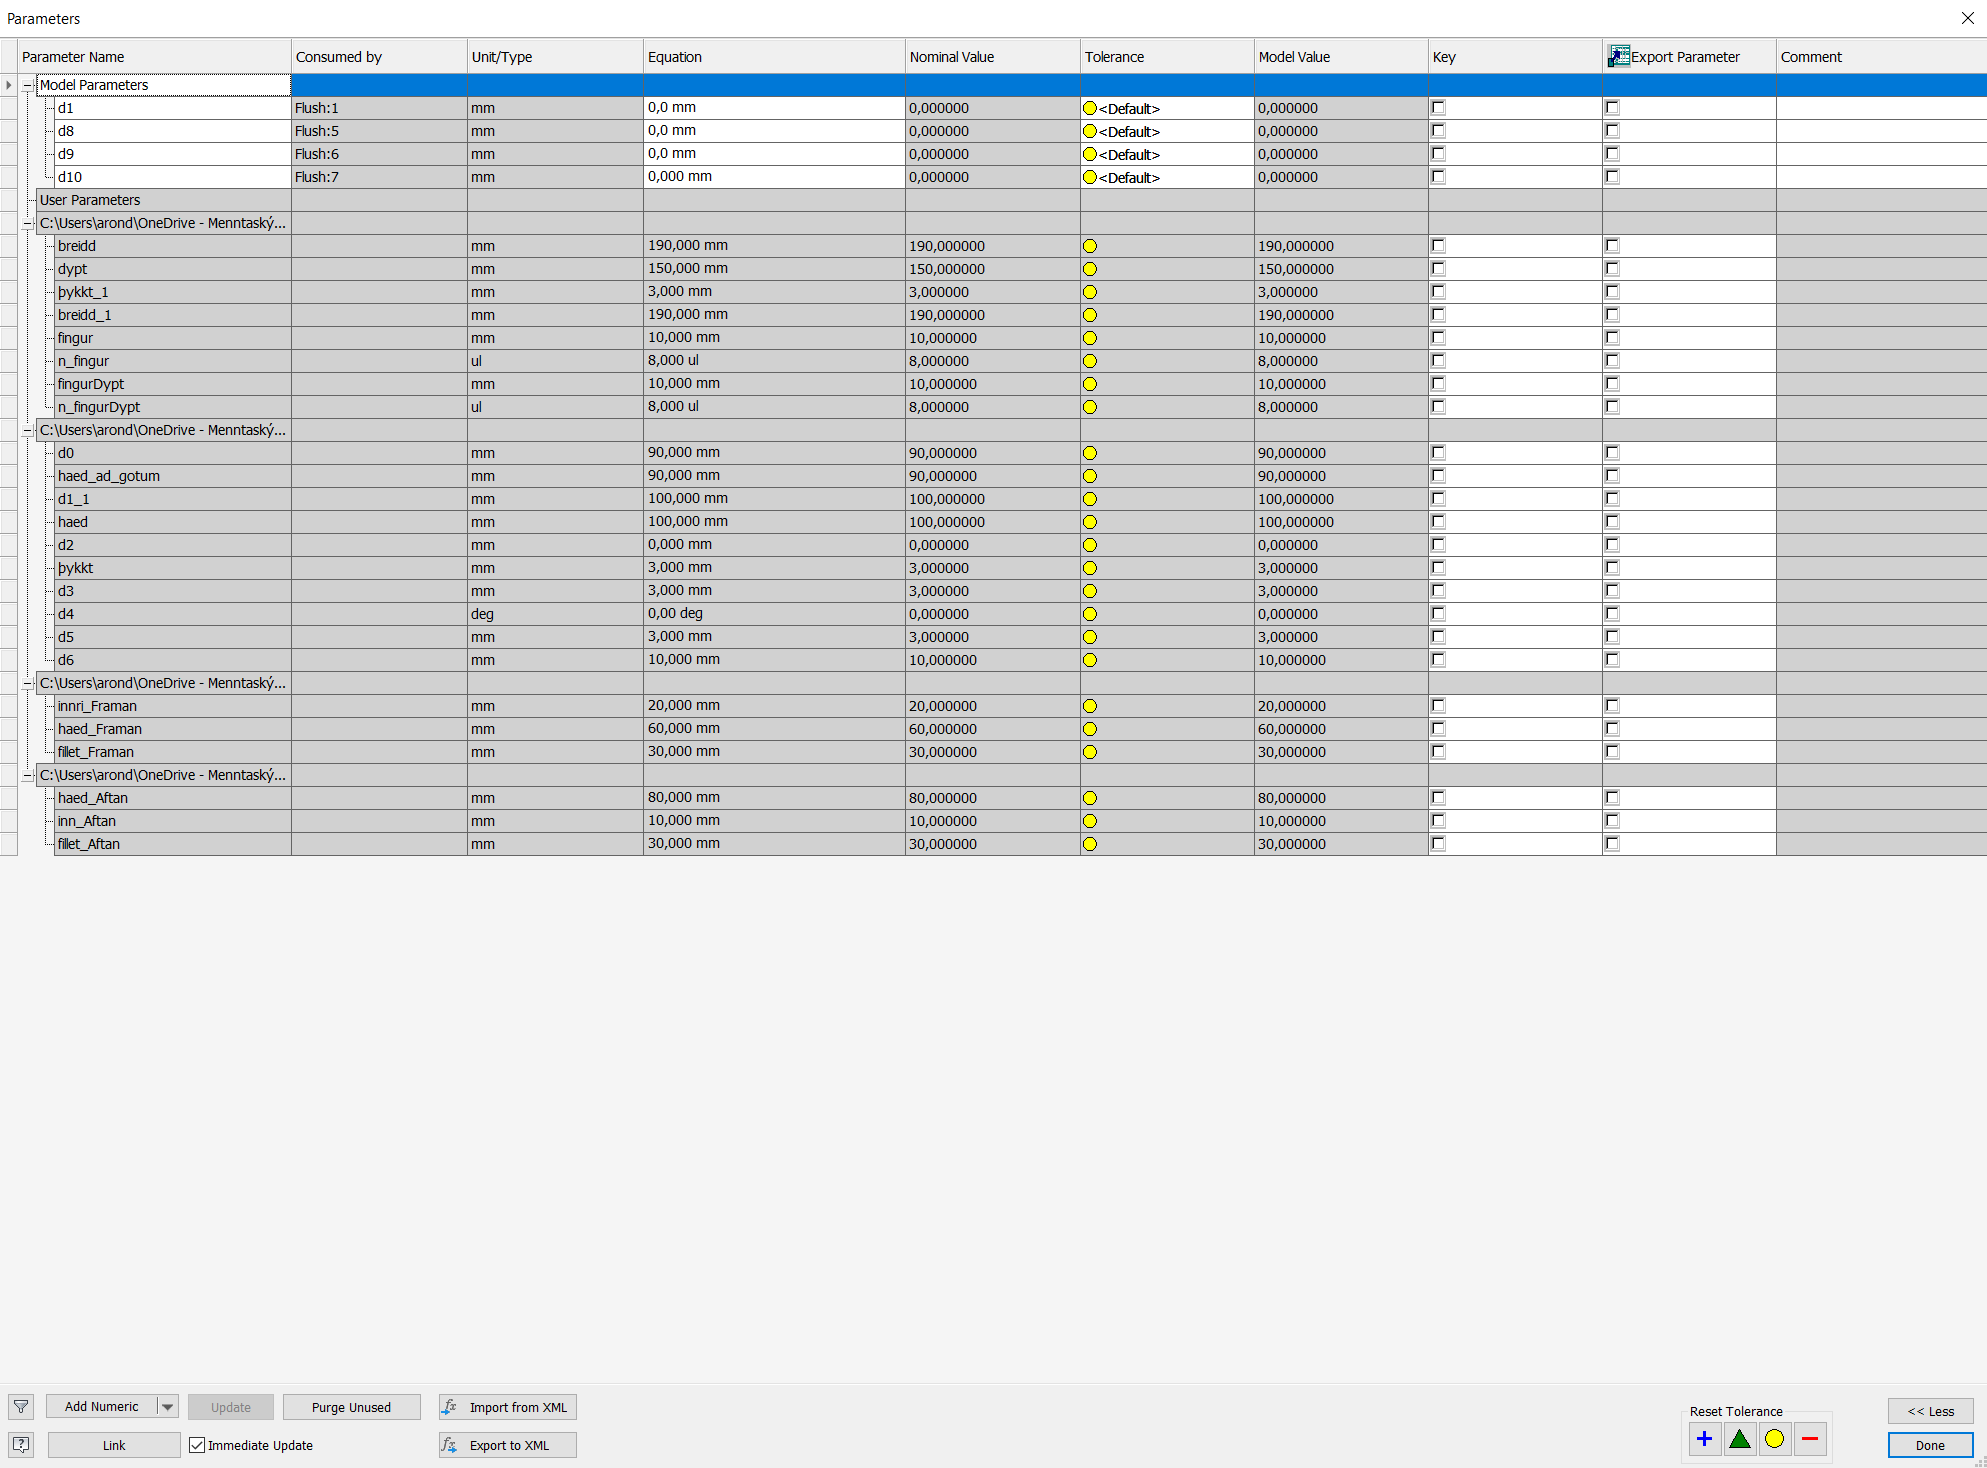 Parameters
Parameter Name Consumed by Unit/Type Equation Nominal Value Tolerance Model Value Key Export Parameter Comment
Model Parameters
d1 Flush:1 mm 0,0 mm 0,000000 <Default> 0,000000
d8 Flush:5 mm 0,0 mm 0,000000 <Default> 0,000000
d9 Flush:6 mm 0,0 mm 0,000000 <Default> 0,000000
d10 Flush:7 mm 0,000 mm 0,000000 <Default> 0,000000
User Parameters
C:\Users\arond\OneDrive - Menntaský...
breidd mm 190,000 mm 190,000000 190,000000
dypt mm 150,000 mm 150,000000 150,000000
þykkt_1 mm 3,000 mm 3,000000 3,000000
breidd_1 mm 190,000 mm 190,000000 190,000000
fingur mm 10,000 mm 10,000000 10,000000
n_fingur ul 8,000 ul 8,000000 8,000000
fingurDypt mm 10,000 mm 10,000000 10,000000
n_fingurDypt ul 8,000 ul 8,000000 8,000000
C:\Users\arond\OneDrive - Menntaský...
d0 mm 90,000 mm 90,000000 90,000000
haed_ad_gotum mm 90,000 mm 90,000000 90,000000
d1_1 mm 100,000 mm 100,000000 100,000000
haed mm 100,000 mm 100,000000 100,000000
d2 mm 0,000 mm 0,000000 0,000000
þykkt mm 3,000 mm 3,000000 3,000000
d3 mm 3,000 mm 3,000000 3,000000
d4 deg 0,00 deg 0,000000 0,000000
d5 mm 3,000 mm 3,000000 3,000000
d6 mm 10,000 mm 10,000000 10,000000
C:\Users\arond\OneDrive - Menntaský...
innri_Framan mm 20,000 mm 20,000000 20,000000
haed_Framan mm 60,000 mm 60,000000 60,000000
fillet_Framan mm 30,000 mm 30,000000 30,000000
C:\Users\arond\OneDrive - Menntaský...
haed_Aftan mm 80,000 mm 80,000000 80,000000
inn_Aftan mm 10,000 mm 10,000000 10,000000
fillet_Aftan mm 30,000 mm 30,000000 30,000000
Add Numeric Update Purge Unused fx Import from XML
Reset Tolerance << Less
Link Immediate Update fx Export to XML
Done